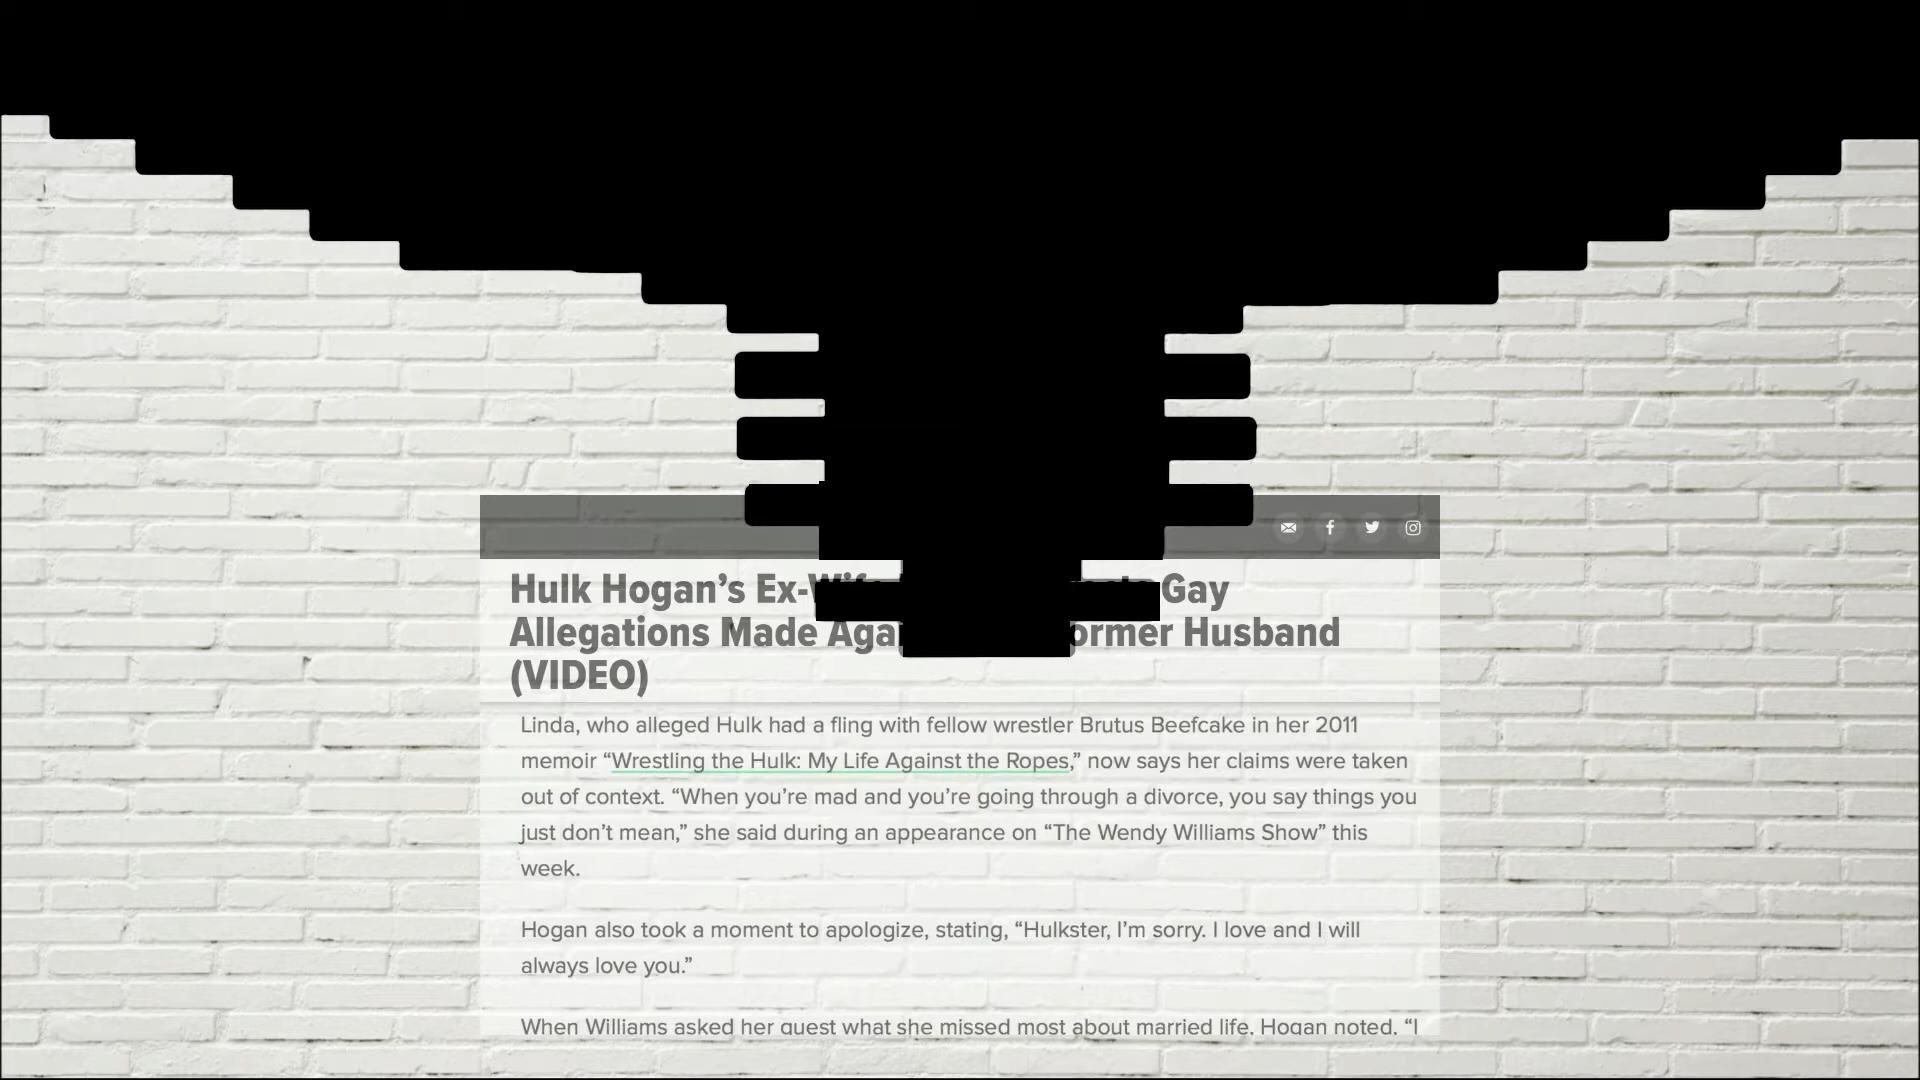 Hulk Hogan’s Ex-Wife Gay
Allegations Made Husband
(VIDEO)
Linda, who alleged Hulk had a fling with fellow wrestler Brutus Beefcake in her 2011
memoir “Wrestling the Hulk: My Life Against the Ropes,” now says her claims were taken
out of context. “When you’re mad and you’re going through a divorce, you say things you
just don’t mean,” she said during an appearance on “The Wendy Williams Show” this
week.
Hogan also took a moment to apologize, stating, “Hulkster, I’m sorry. I love and I will
always love you.”
When Williams asked her guest what she missed most about married life, Hogan noted, “I